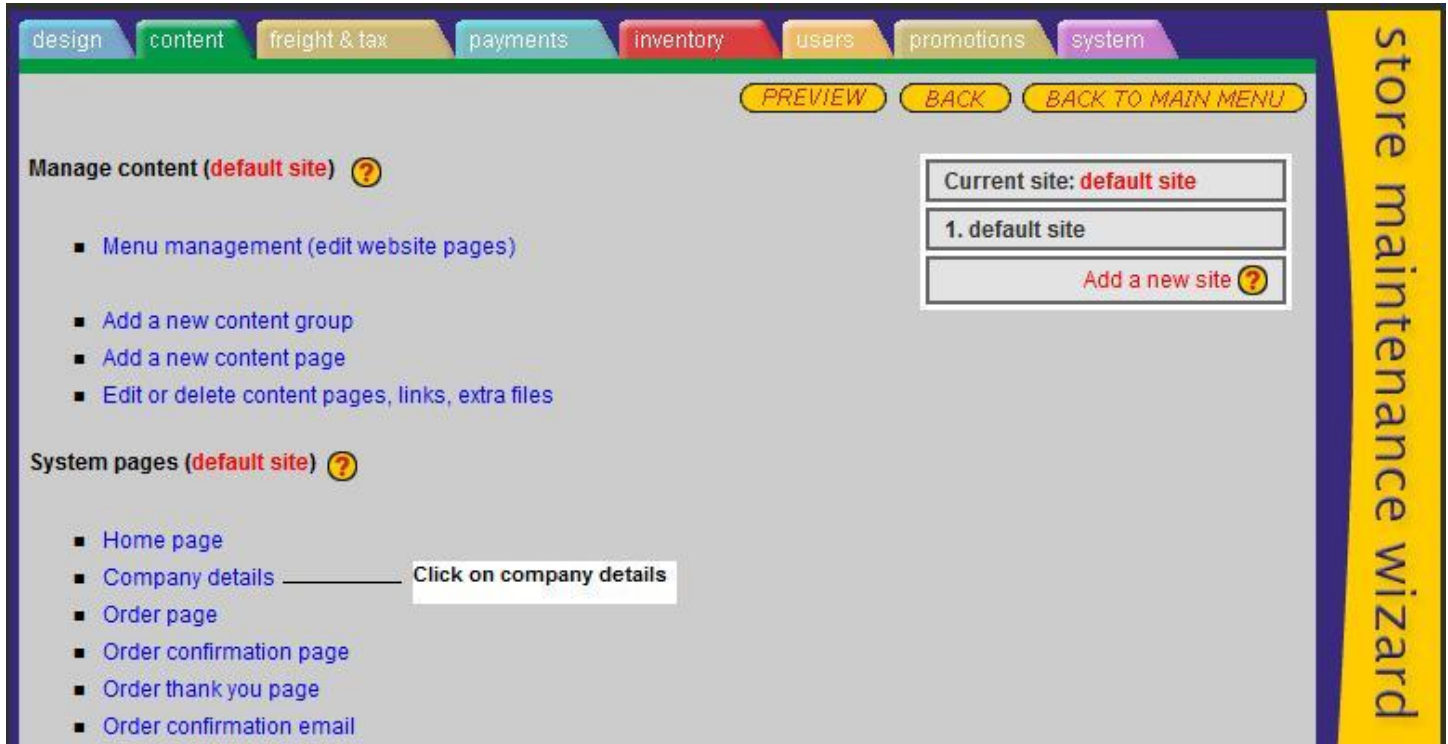 design content freight & tax payments inventory users promotions system
PREVIEW BACK BACK TO MAIN MENU
Manage content (default site) ?
Current site: default site
1. default site
Add a new site ?
Menu management (edit website pages)
Add a new content group
Add a new content page
Edit or delete content pages, links, extra files
System pages (default site) ?
Home page
Company details Click on company details
Order page
Order confirmation page
Order thank you page
Order confirmation email
store maintenance wizard